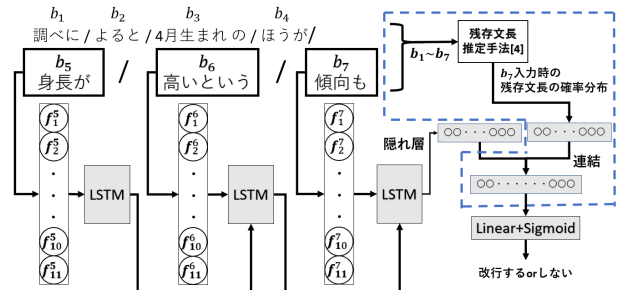 b₁ b₂ b₃ b₄
調べに / よると / 4月生まれ の / ほうが/
b₅ / b₆ / b₇
身長が 高いという 傾向も
b₁~b₇
残存文長
推定手法[4]
b₇入力時の
残存文長の確率分布
f₁⁵ f₁⁶ f₁⁷
f₂⁵ f₂⁶ f₂⁷
・ ・ ・
・ ・ ・
・ ・ ・
f₁₀⁵ f₁₀⁶ f₁₀⁷
f₁₁⁵ f₁₁⁶ f₁₁⁷
LSTM LSTM LSTM
隠れ層
○○・・・○○○ ○○・・・○○○
連結
○○・・・・・・○○○
Linear+Sigmoid
改行するorしない